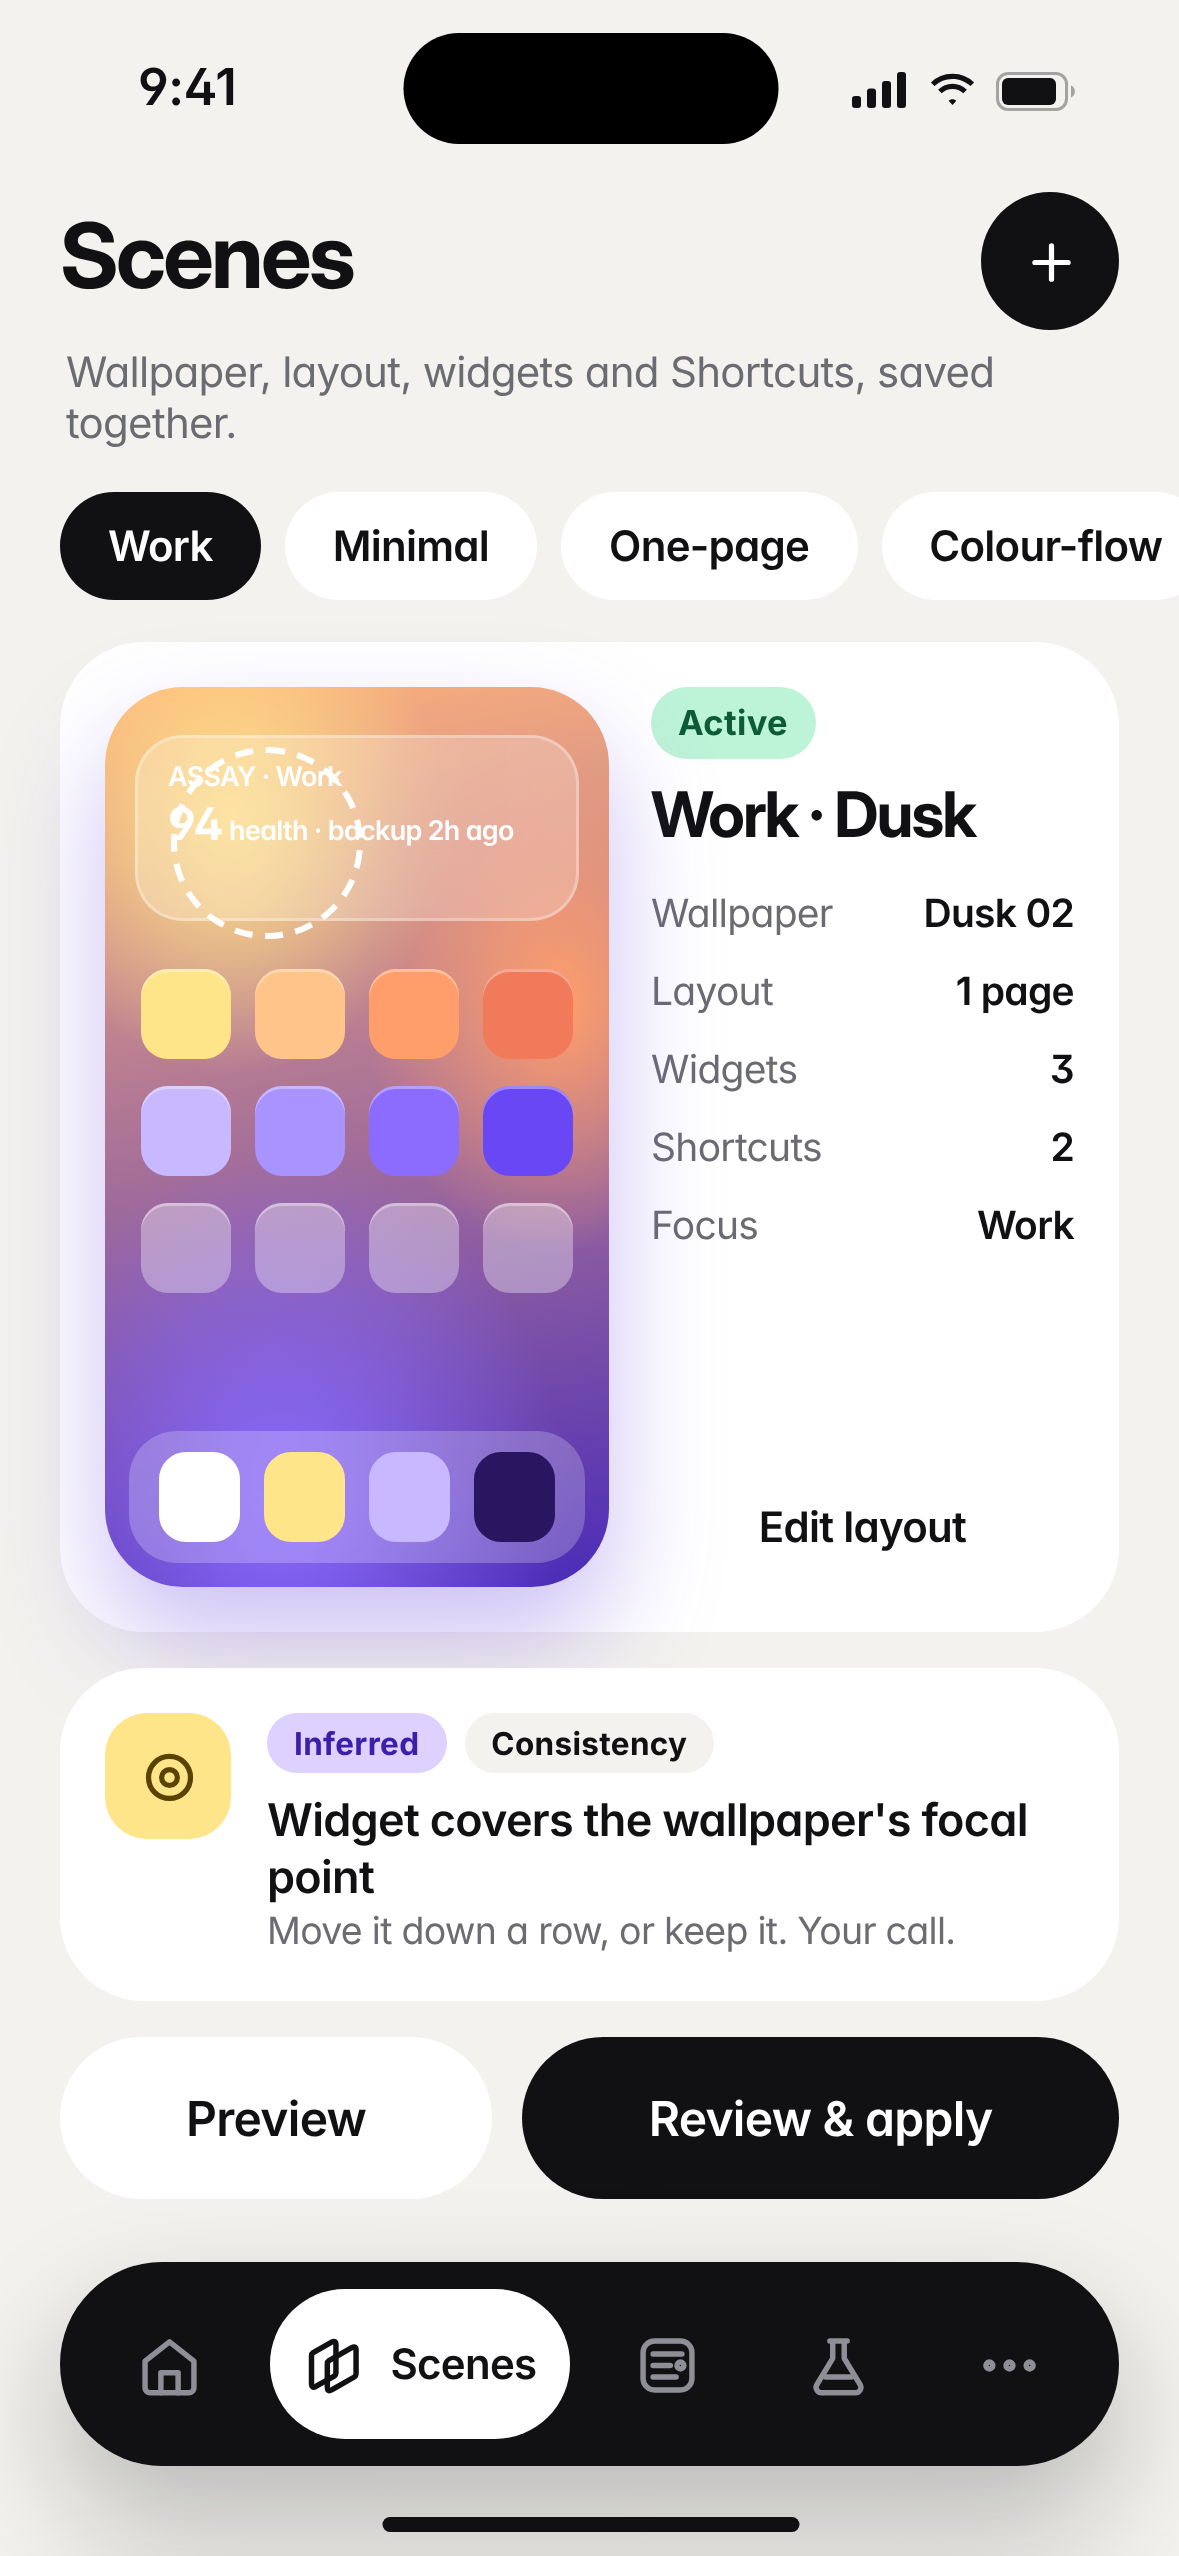 9:41
Scenes
Wallpaper, layout, widgets and Shortcuts, saved
together.
Work
Minimal
One-page
Colour-flow
ASSAY · Work
94 health · backup 2h ago
Active
Work · Dusk
Wallpaper Dusk 02
Layout 1 page
Widgets 3
Shortcuts 2
Focus Work
Edit layout
Inferred
Consistency
Widget covers the wallpaper's focal
point
Move it down a row, or keep it. Your call.
Preview
Review & apply
Scenes